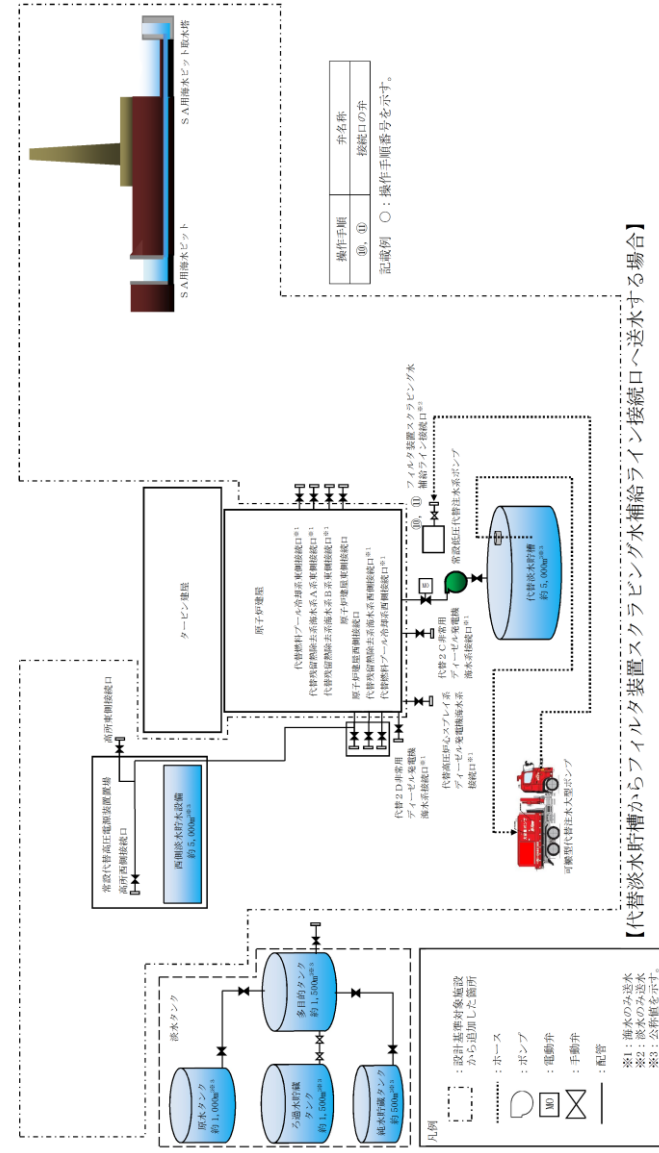 ＳＡ用海水ピット取水塔
ＳＡ用海水ピット
操作手順
弁名称
⑩，⑪
接続口の弁
記載例　○：操作手順番号を示す。
タービン建屋
原子炉建屋
代替燃料プール冷却系東側接続口※1
代替残留熱除去系海水系Ａ系東側接続口※1
代替残留熱除去系海水系Ｂ系東側接続口※1
原子炉建屋東側接続口
原子炉建屋西側接続口
代替残留熱除去系海水系西側接続口※1
代替燃料プール冷却系西側接続口※1
高所東側接続口
常設代替高圧電源装置置場
高所西側接続口
西側淡水貯水設備
約5,000m³※3
代替２Ｄ非常用
ディーゼル発電機
海水系接続口※1
代替高圧炉心スプレイ系
ディーゼル発電機海水系
接続口※1
代替２Ｃ非常用
ディーゼル発電機
海水系接続口※1
⑩，⑪
フィルタ装置スクラビング水
補給ライン接続口※2
常設低圧代替注水系ポンプ
代替淡水貯槽
約5,000m³※3
可搬型代替注水大型ポンプ
淡水タンク
原水タンク
約1,000m³※3
ろ過水貯蔵
タンク
約1,500m³※3
純水貯蔵タンク
約500m³※3
多目的タンク
約1,500m³※3
凡例
：設計基準対象施設
から追加した箇所
：ホース
：ポンプ
MO
：電動弁
：手動弁
：配管
※1：海水のみ送水
※2：淡水のみ送水
※3：公称値を示す。
【代替淡水貯槽からフィルタ装置スクラビング水補給ライン接続口へ送水する場合】